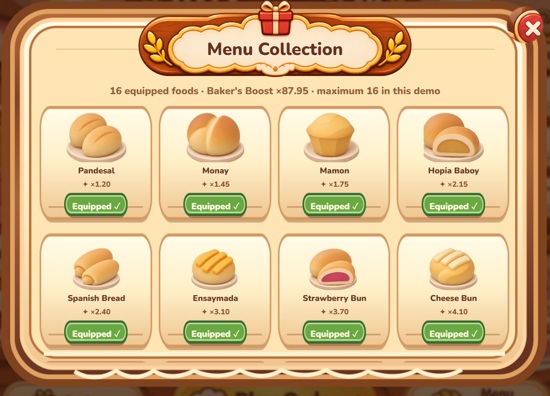 Menu Collection
16 equipped foods · Baker's Boost ×87.95 · maximum 16 in this demo
Pandesal
✦ ×1.20
Equipped ✓
Monay
✦ ×1.45
Equipped ✓
Mamon
✦ ×1.75
Equipped ✓
Hopia Baboy
✦ ×2.15
Equipped ✓
Spanish Bread
✦ ×2.40
Equipped ✓
Ensaymada
✦ ×3.10
Equipped ✓
Strawberry Bun
✦ ×3.70
Equipped ✓
Cheese Bun
✦ ×4.10
Equipped ✓
Menu